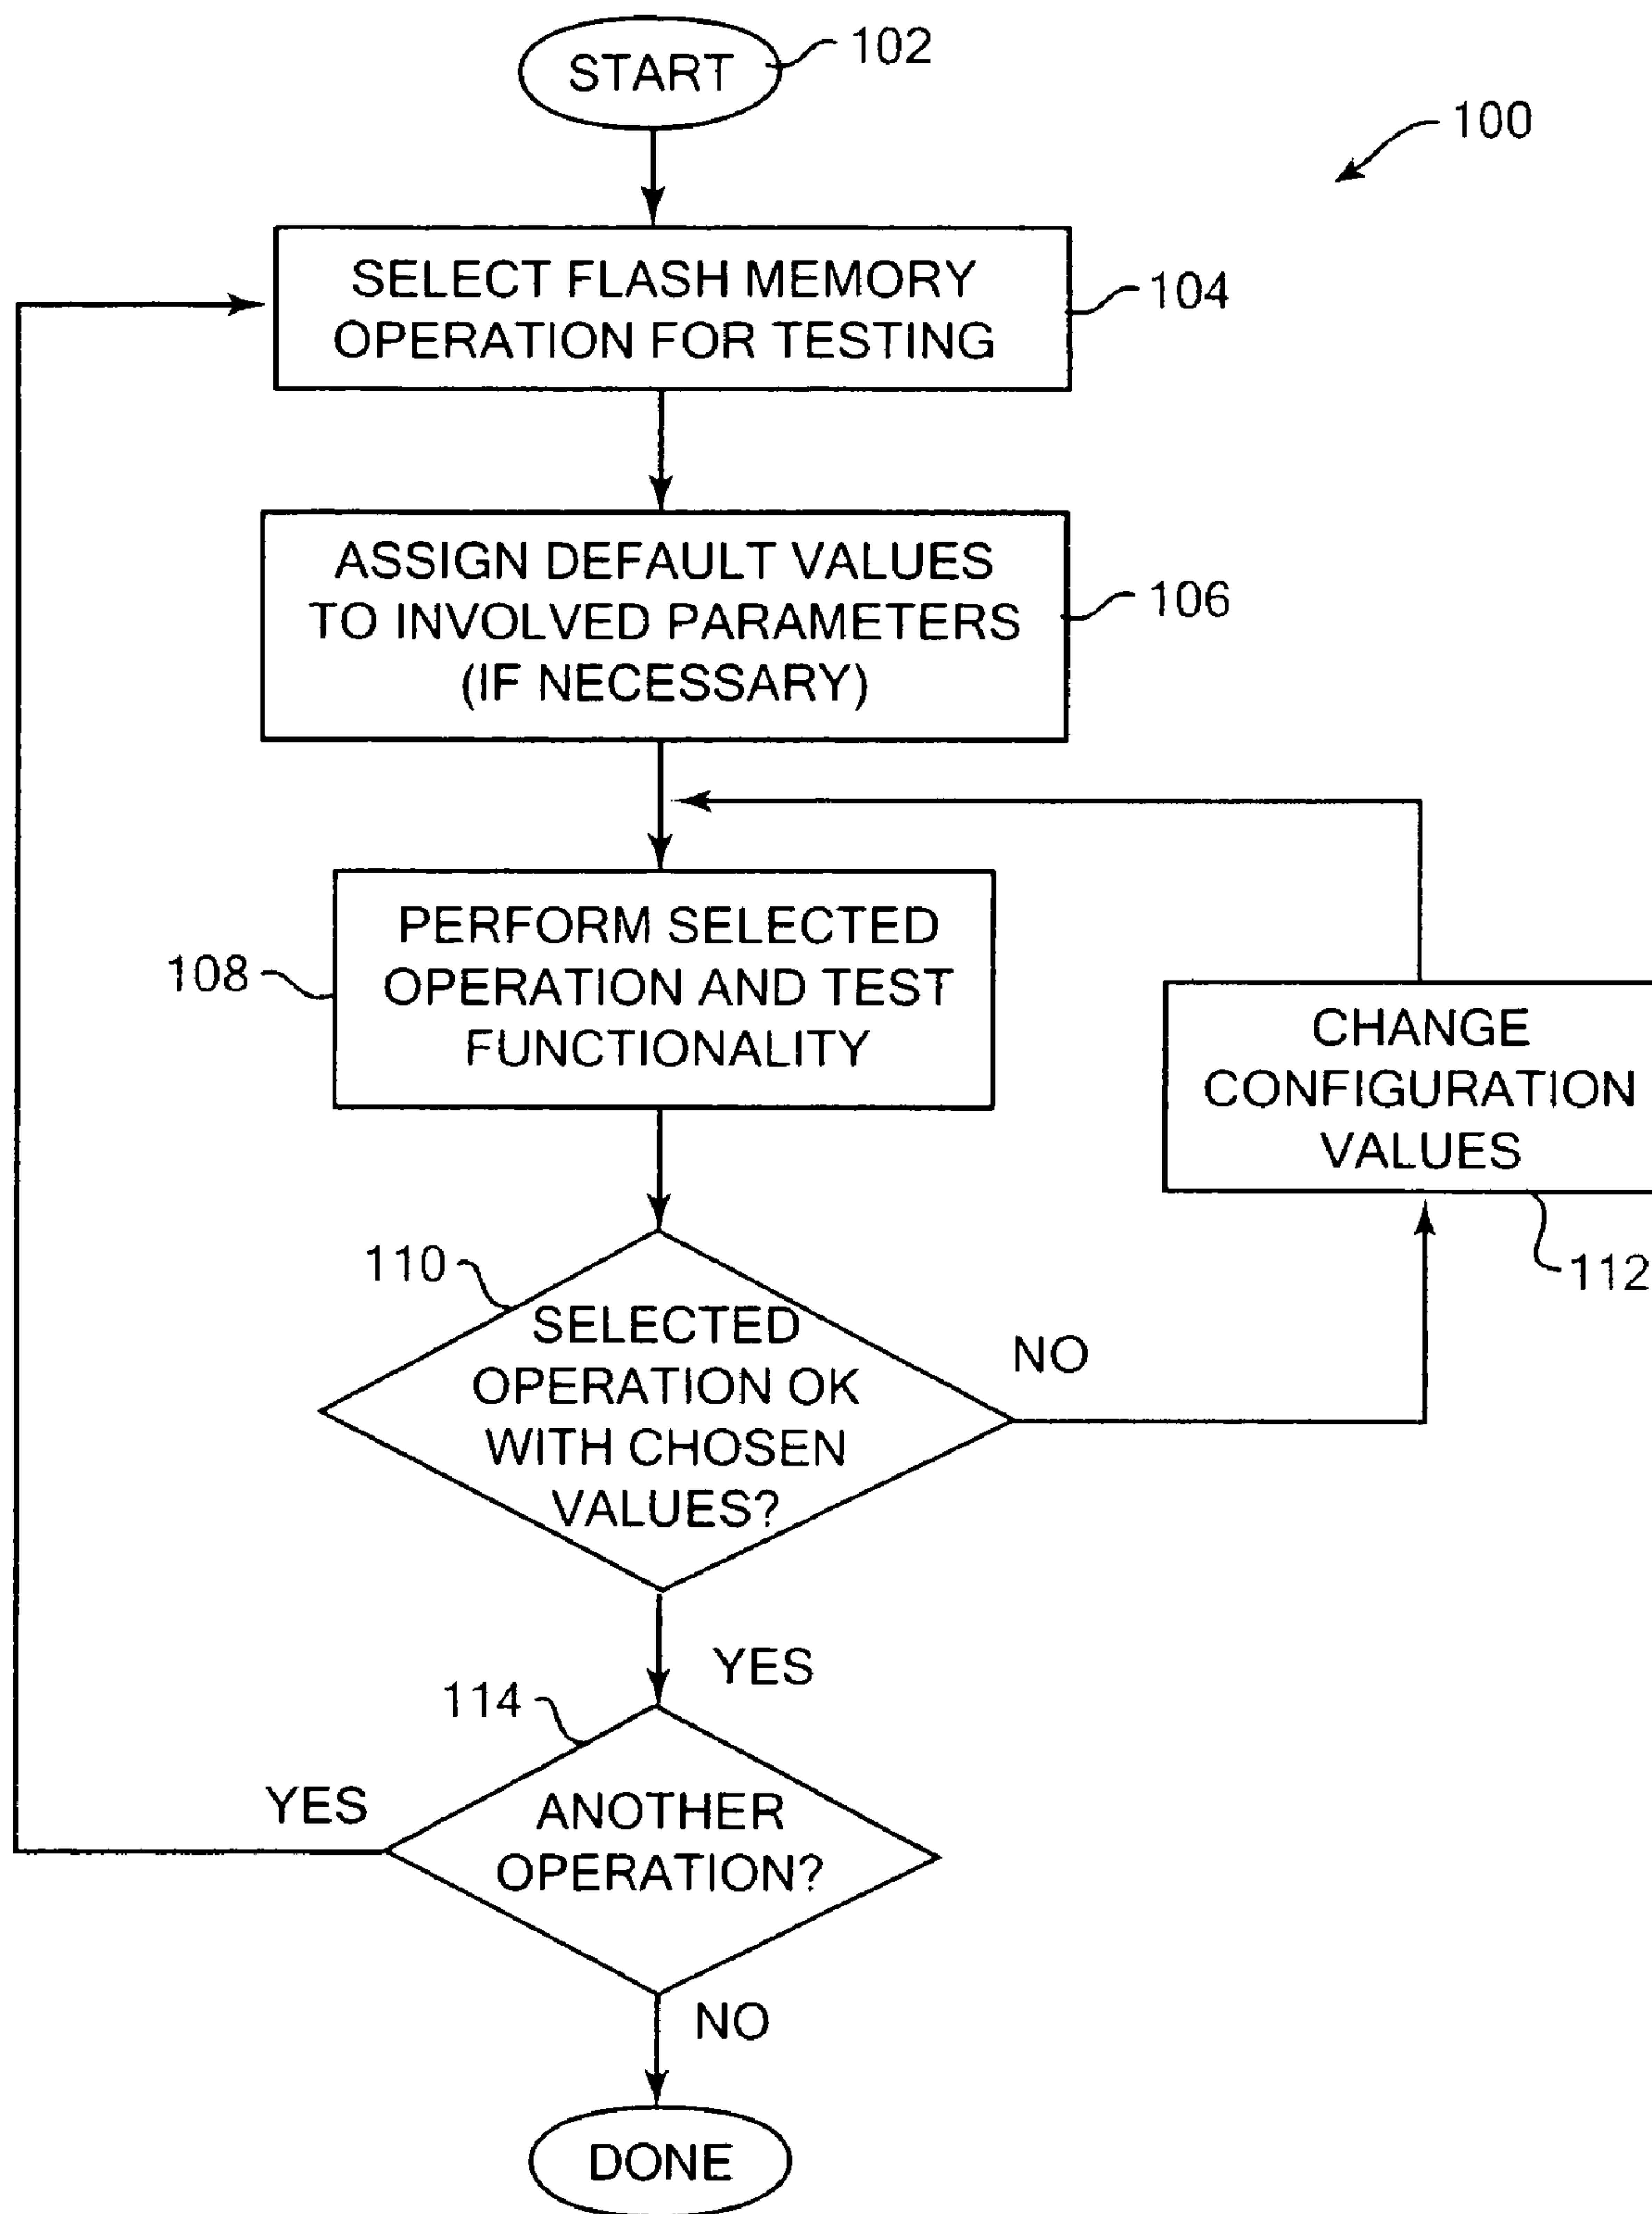 START
102
100
SELECT FLASH MEMORY
OPERATION FOR TESTING
104
ASSIGN DEFAULT VALUES
TO INVOLVED PARAMETERS
(IF NECESSARY)
106
PERFORM SELECTED
OPERATION AND TEST
FUNCTIONALITY
108
CHANGE
CONFIGURATION
VALUES
112
110
SELECTED
OPERATION OK
WITH CHOSEN
VALUES?
NO
YES
114
ANOTHER
OPERATION?
YES
NO
DONE